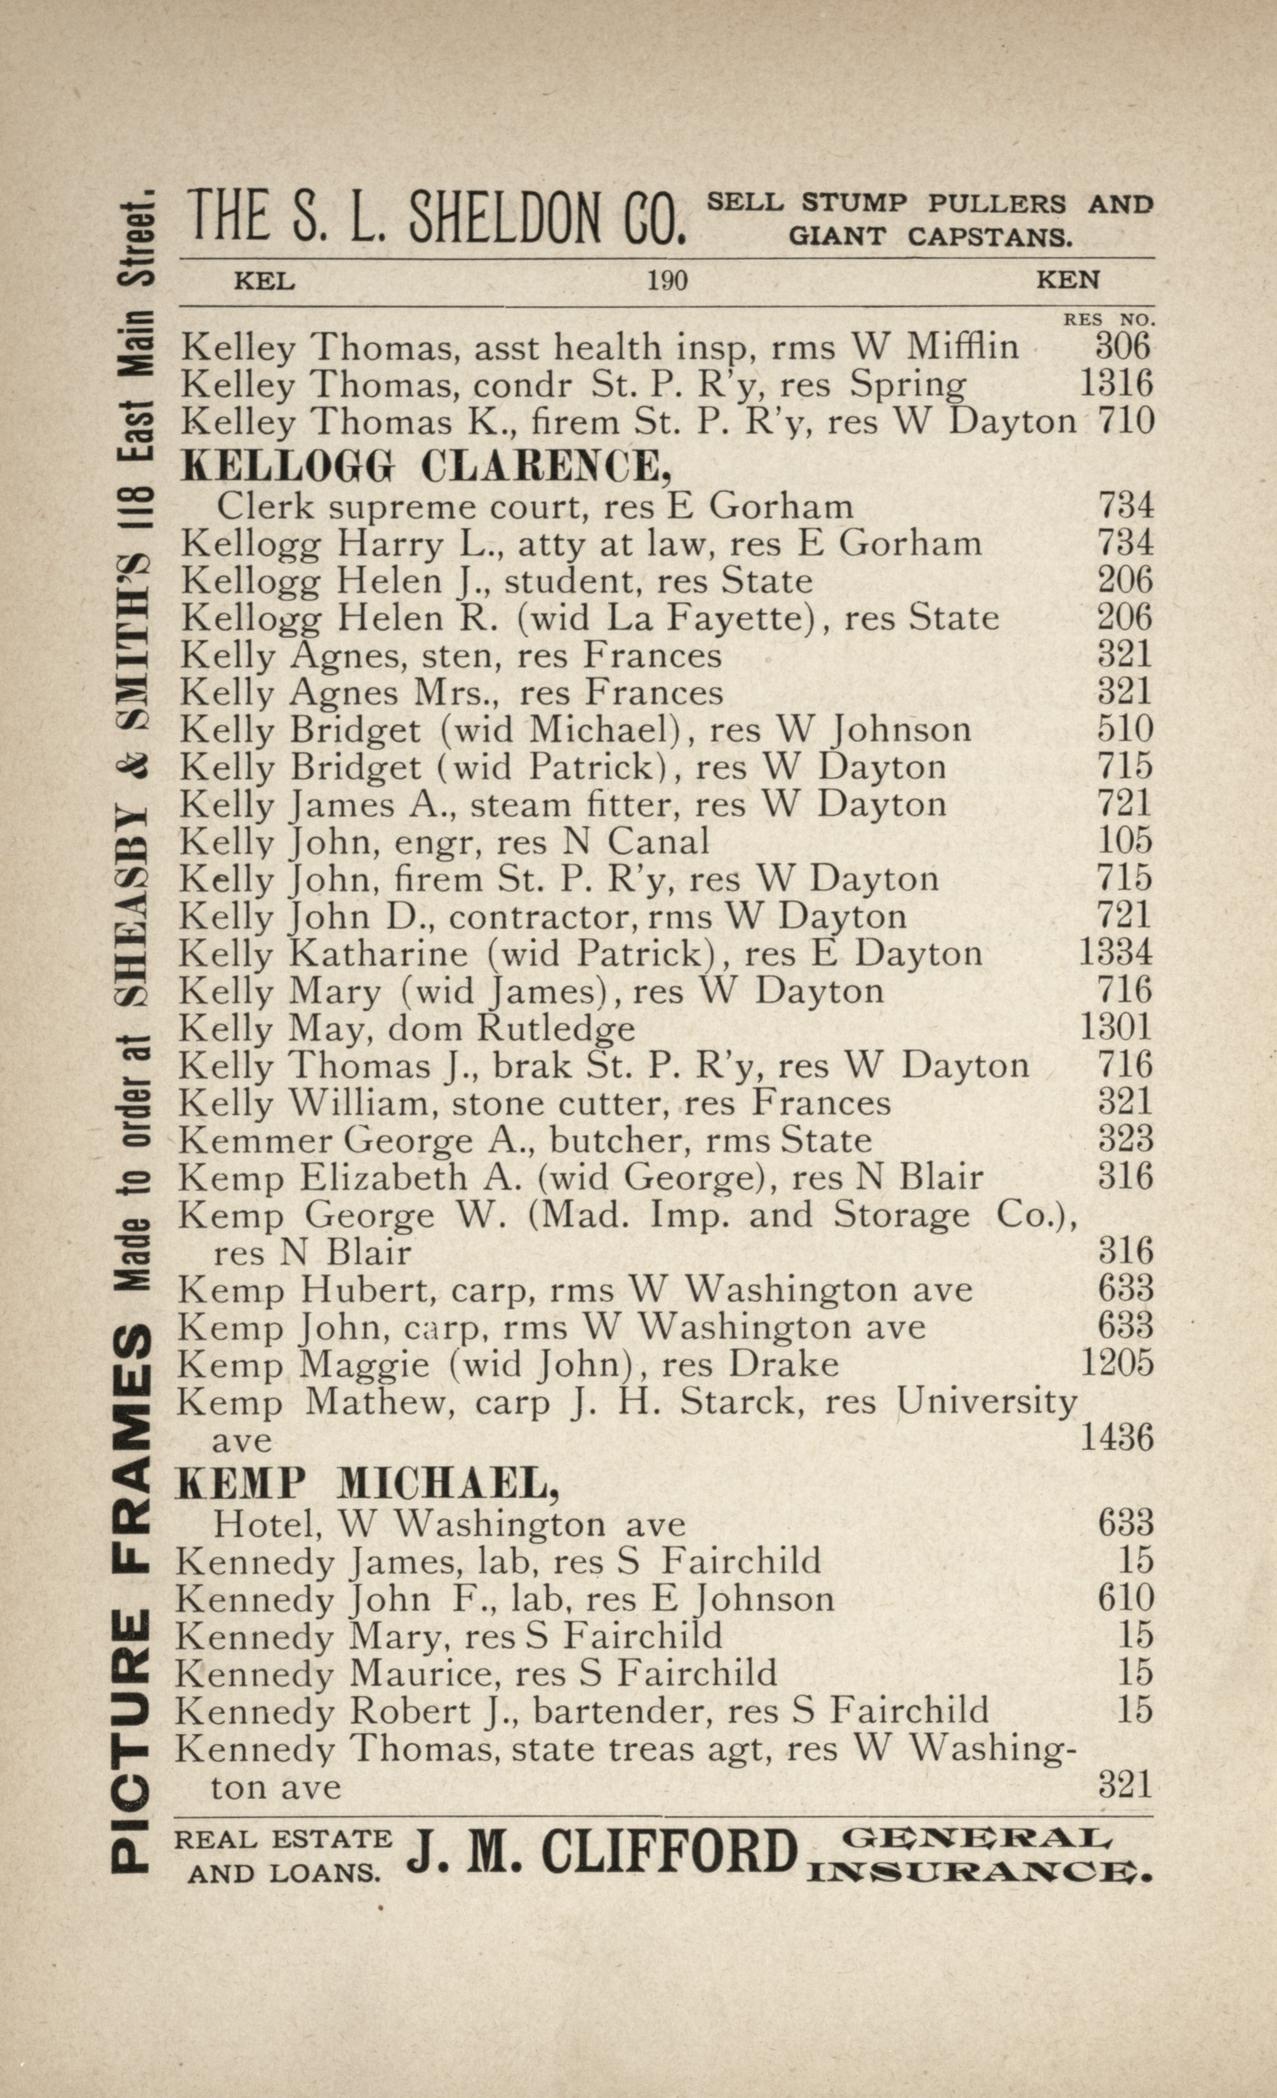 THE S. L. SHELDON CO. SELL STUMP PULLERS AND
GIANT CAPSTANS.
KEL 190 KEN
RES NO.
Kelley Thomas, asst health insp, rms W Mifflin 306
Kelley Thomas, condr St. P. R'y, res Spring 1316
Kelley Thomas K., firem St. P. R'y, res W Dayton 710
KELLOGG CLARENCE,
Clerk supreme court, res E Gorham 734
Kellogg Harry L., atty at law, res E Gorham 734
Kellogg Helen J., student, res State 206
Kellogg Helen R. (wid La Fayette), res State 206
Kelly Agnes, sten, res Frances 321
Kelly Agnes Mrs., res Frances 321
Kelly Bridget (wid Michael), res W Johnson 510
Kelly Bridget (wid Patrick), res W Dayton 715
Kelly James A., steam fitter, res W Dayton 721
Kelly John, engr, res N Canal 105
Kelly John, firem St. P. R'y, res W Dayton 715
Kelly John D., contractor, rms W Dayton 721
Kelly Katharine (wid Patrick), res E Dayton 1334
Kelly Mary (wid James), res W Dayton 716
Kelly May, dom Rutledge 1301
Kelly Thomas J., brak St. P. R'y, res W Dayton 716
Kelly William, stone cutter, res Frances 321
Kemmer George A., butcher, rms State 323
Kemp Elizabeth A. (wid George), res N Blair 316
Kemp George W. (Mad. Imp. and Storage Co.),
res N Blair 316
Kemp Hubert, carp, rms W Washington ave 633
Kemp John, carp, rms W Washington ave 633
Kemp Maggie (wid John), res Drake 1205
Kemp Mathew, carp J. H. Starck, res University
ave 1436
KEMP MICHAEL,
Hotel, W Washington ave 633
Kennedy James, lab, res S Fairchild 15
Kennedy John F., lab, res E Johnson 610
Kennedy Mary, res S Fairchild 15
Kennedy Maurice, res S Fairchild 15
Kennedy Robert J., bartender, res S Fairchild 15
Kennedy Thomas, state treas agt, res W Washing-
ton ave 321
REAL ESTATE AND LOANS. J. M. CLIFFORD GENERAL INSURANCE.
PICTURE FRAMES Made to order at SHEASBY & SMITH'S 118 East Main Street.